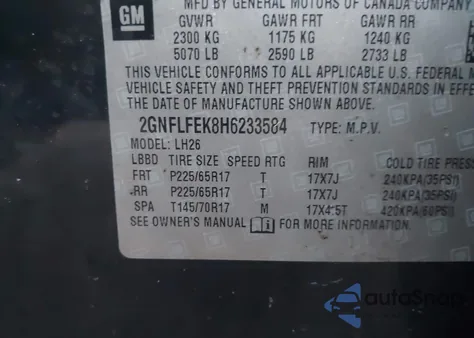 GM
MFD BY GENERAL MOTORS OF CANADA COMPANY
GVWR GAWR FRT GAWR RR
2300 KG 1175 KG 1240 KG
5070 LB 2590 LB 2733 LB
THIS VEHICLE CONFORMS TO ALL APPLICABLE U.S. FEDERAL M
VEHICLE SAFETY AND THEFT PREVENTION STANDARDS IN EFFE
THE DATE OF MANUFACTURE SHOWN ABOVE.
2GNFLFEK8H6233584 TYPE: M.P.V.
MODEL: LH26
LBBD TIRE SIZE SPEED RTG RIM COLD TIRE PRES
FRT P225/65R17 T 17X7J 240KPA(35PSI)
RR P225/65R17 T 17X7J 240KPA(35PSI)
SPA T145/70R17 M 17X4.5T 420KPA(60PSI)
SEE OWNER'S MANUAL FOR MORE INFORMATION.